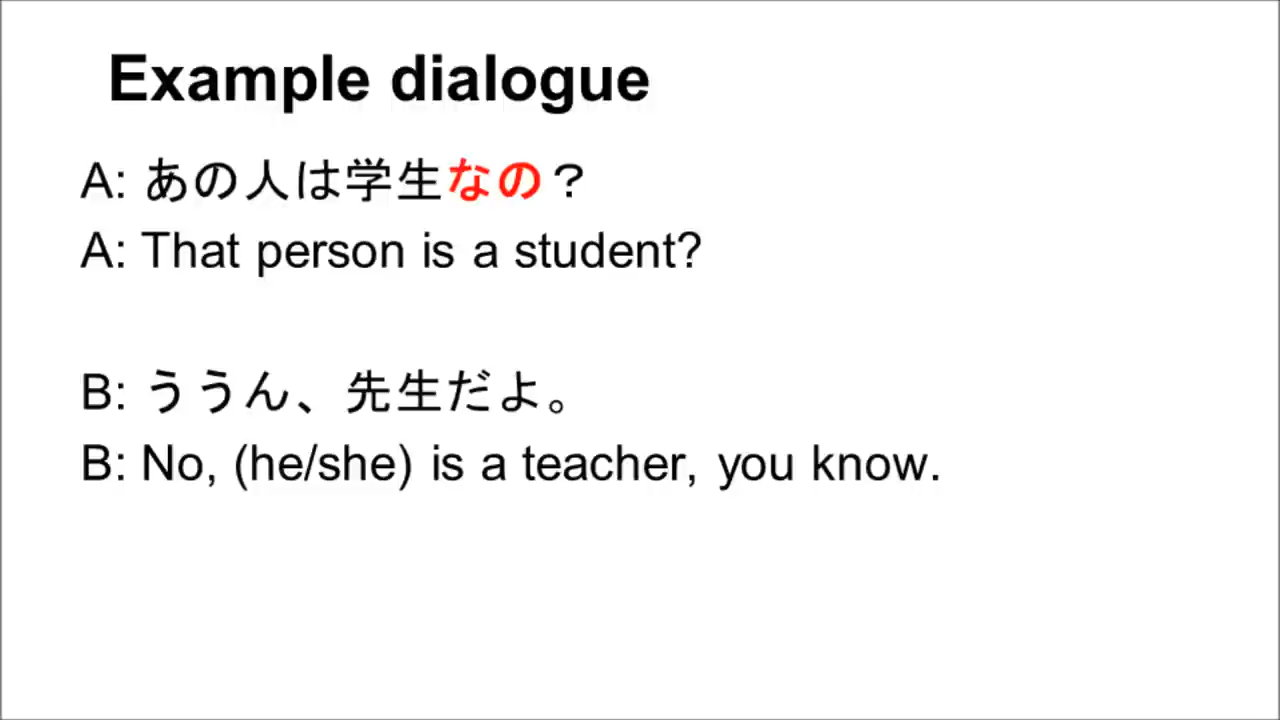 Example dialogue
A: あの人は学生なの？
A: That person is a student?
B: ううん、先生だよ。
B: No, (he/she) is a teacher, you know.